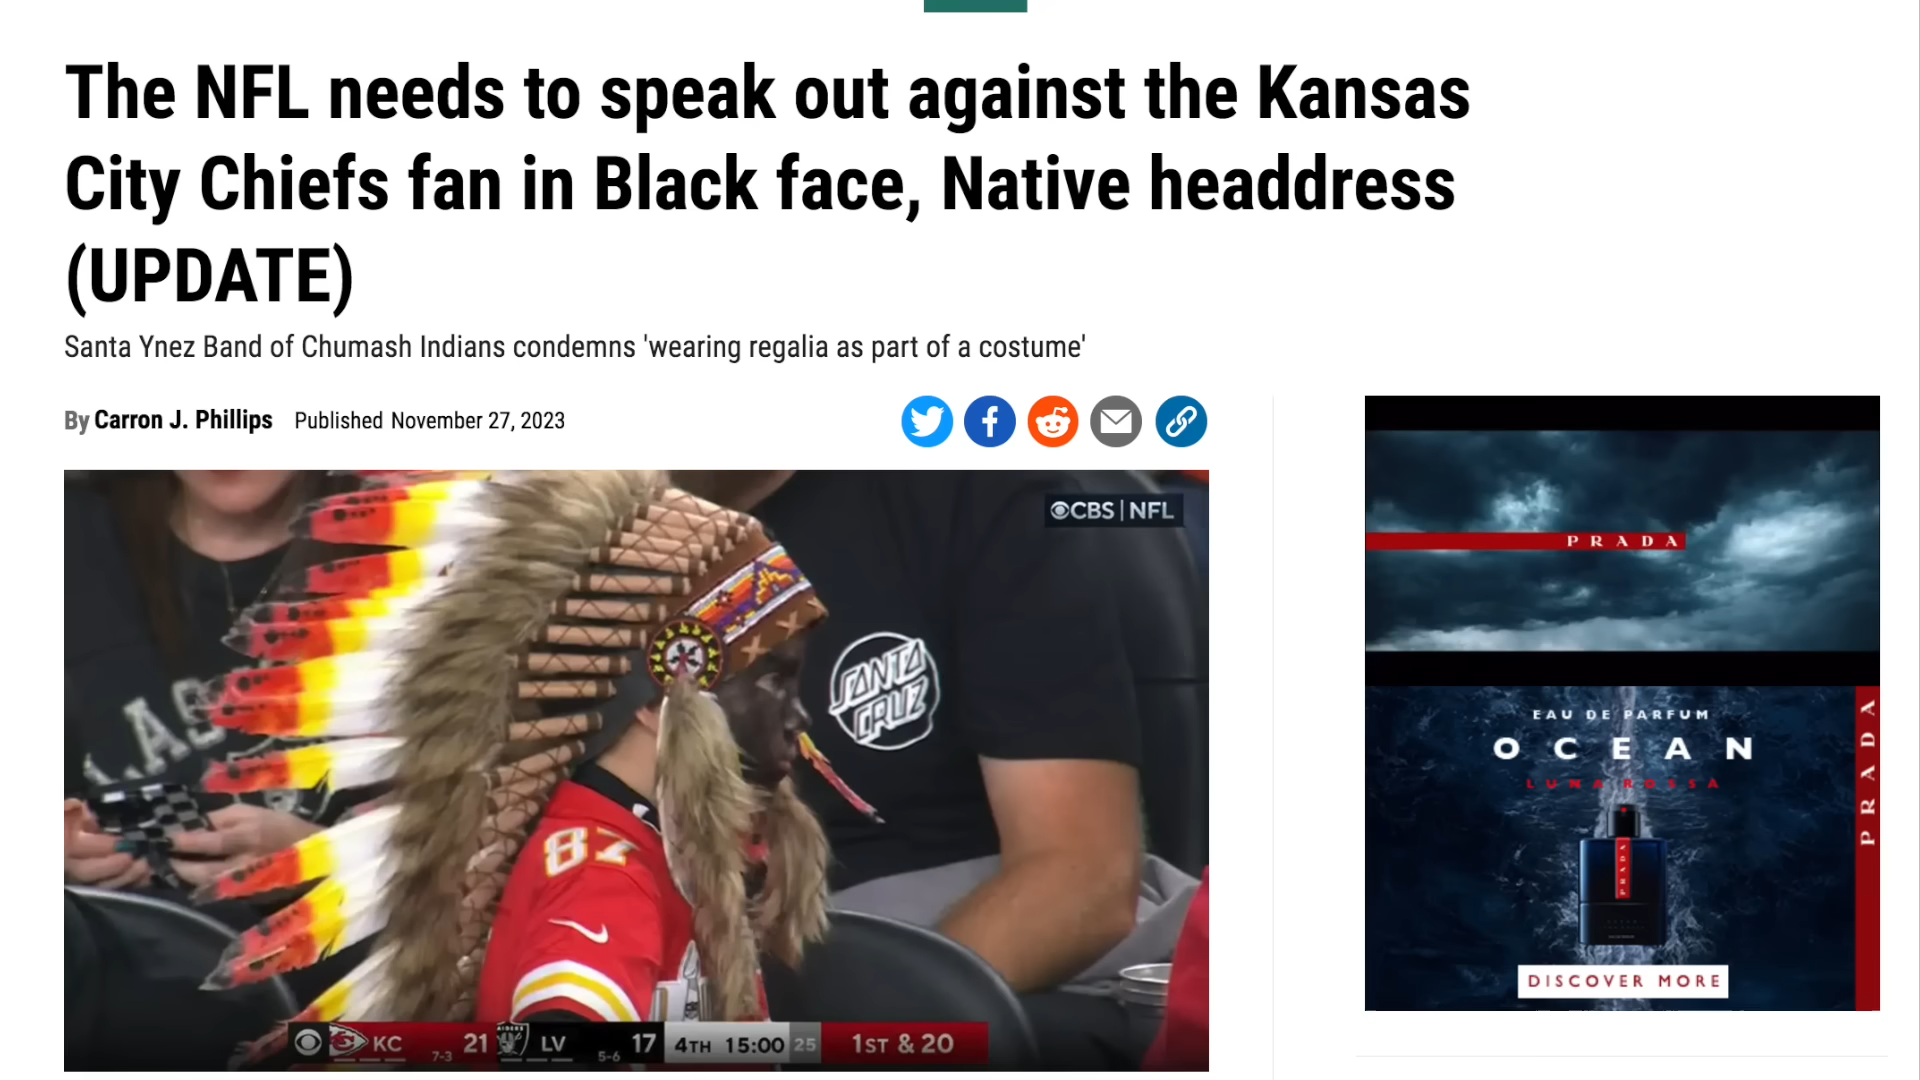 The NFL needs to speak out against the Kansas
City Chiefs fan in Black face, Native headdress
(UPDATE)
Santa Ynez Band of Chumash Indians condemns 'wearing regalia as part of a costume'
By Carron J. Phillips Published November 27, 2023
CBS | NFL
LAS
SANTA
CRUZ
87
KC 7-3 21 RAIDERS LV 5-6 17 4TH 15:00 25 1ST & 20
PRADA
EAU DE PARFUM
OCEAN
LUNA ROSSA
PRADA
PRADA
DISCOVER MORE